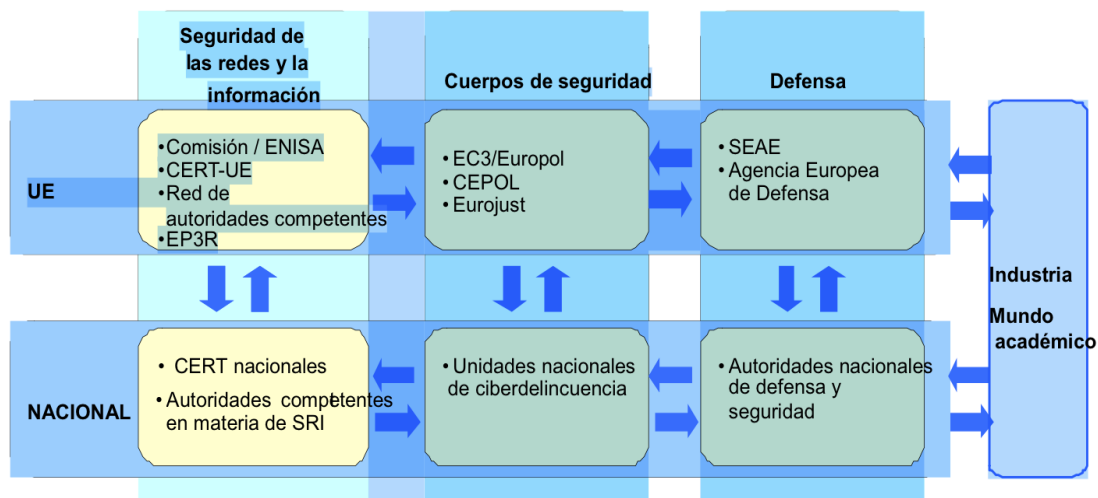 Seguridad de
las redes y la
información
Cuerpos de seguridad
Defensa
UE
•Comisión / ENISA
•CERT-UE
•Red de
autoridades competentes
•EP3R
•EC3/Europol
•CEPOL
•Eurojust
•SEAE
•Agencia Europea
de Defensa
Industria
Mundo
académico
NACIONAL
• CERT nacionales
•Autoridades competentes
en materia de SRI
•Unidades nacionales
de ciberdelincuencia
•Autoridades nacionales
de defensa y
seguridad